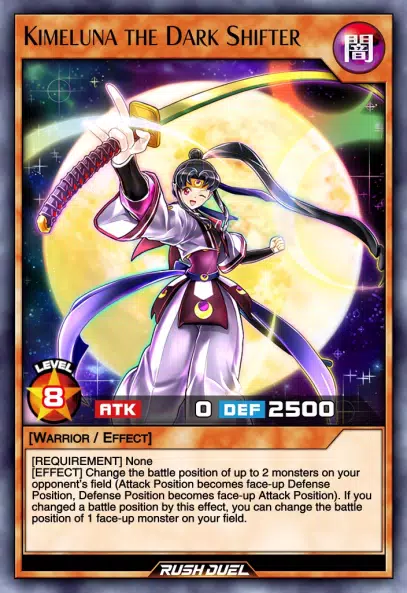 KIMELUNA THE DARK SHIFTER
闇
LEVEL
8
ATK 0 DEF 2500
[WARRIOR / EFFECT]
[REQUIREMENT] None
[EFFECT] Change the battle position of up to 2 monsters on your
opponent's field (Attack Position becomes face-up Defense
Position, Defense Position becomes face-up Attack Position). If you
changed a battle position by this effect, you can change the battle
position of 1 face-up monster on your field.
RUSH DUEL